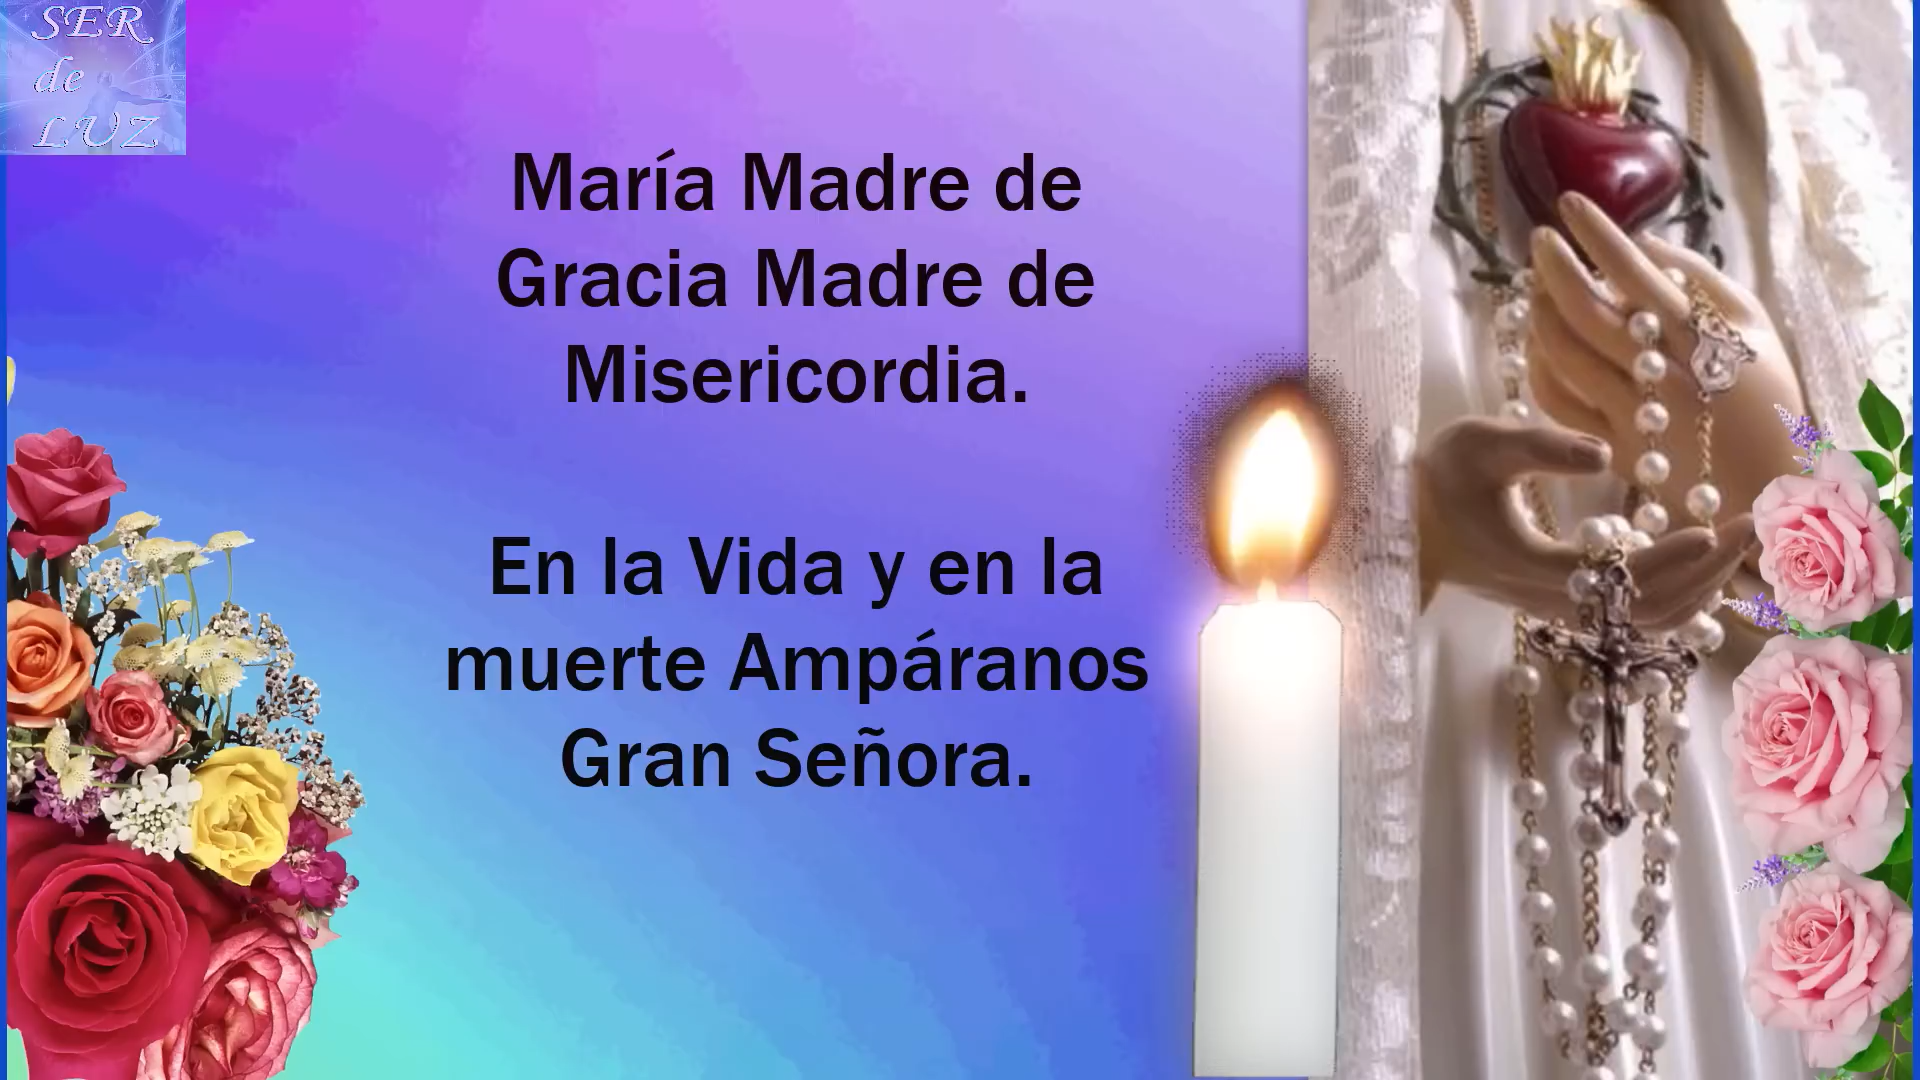 SER
de
LUZ
María Madre de
Gracia Madre de
Misericordia.
En la Vida y en la
muerte Ampáranos
Gran Señora.